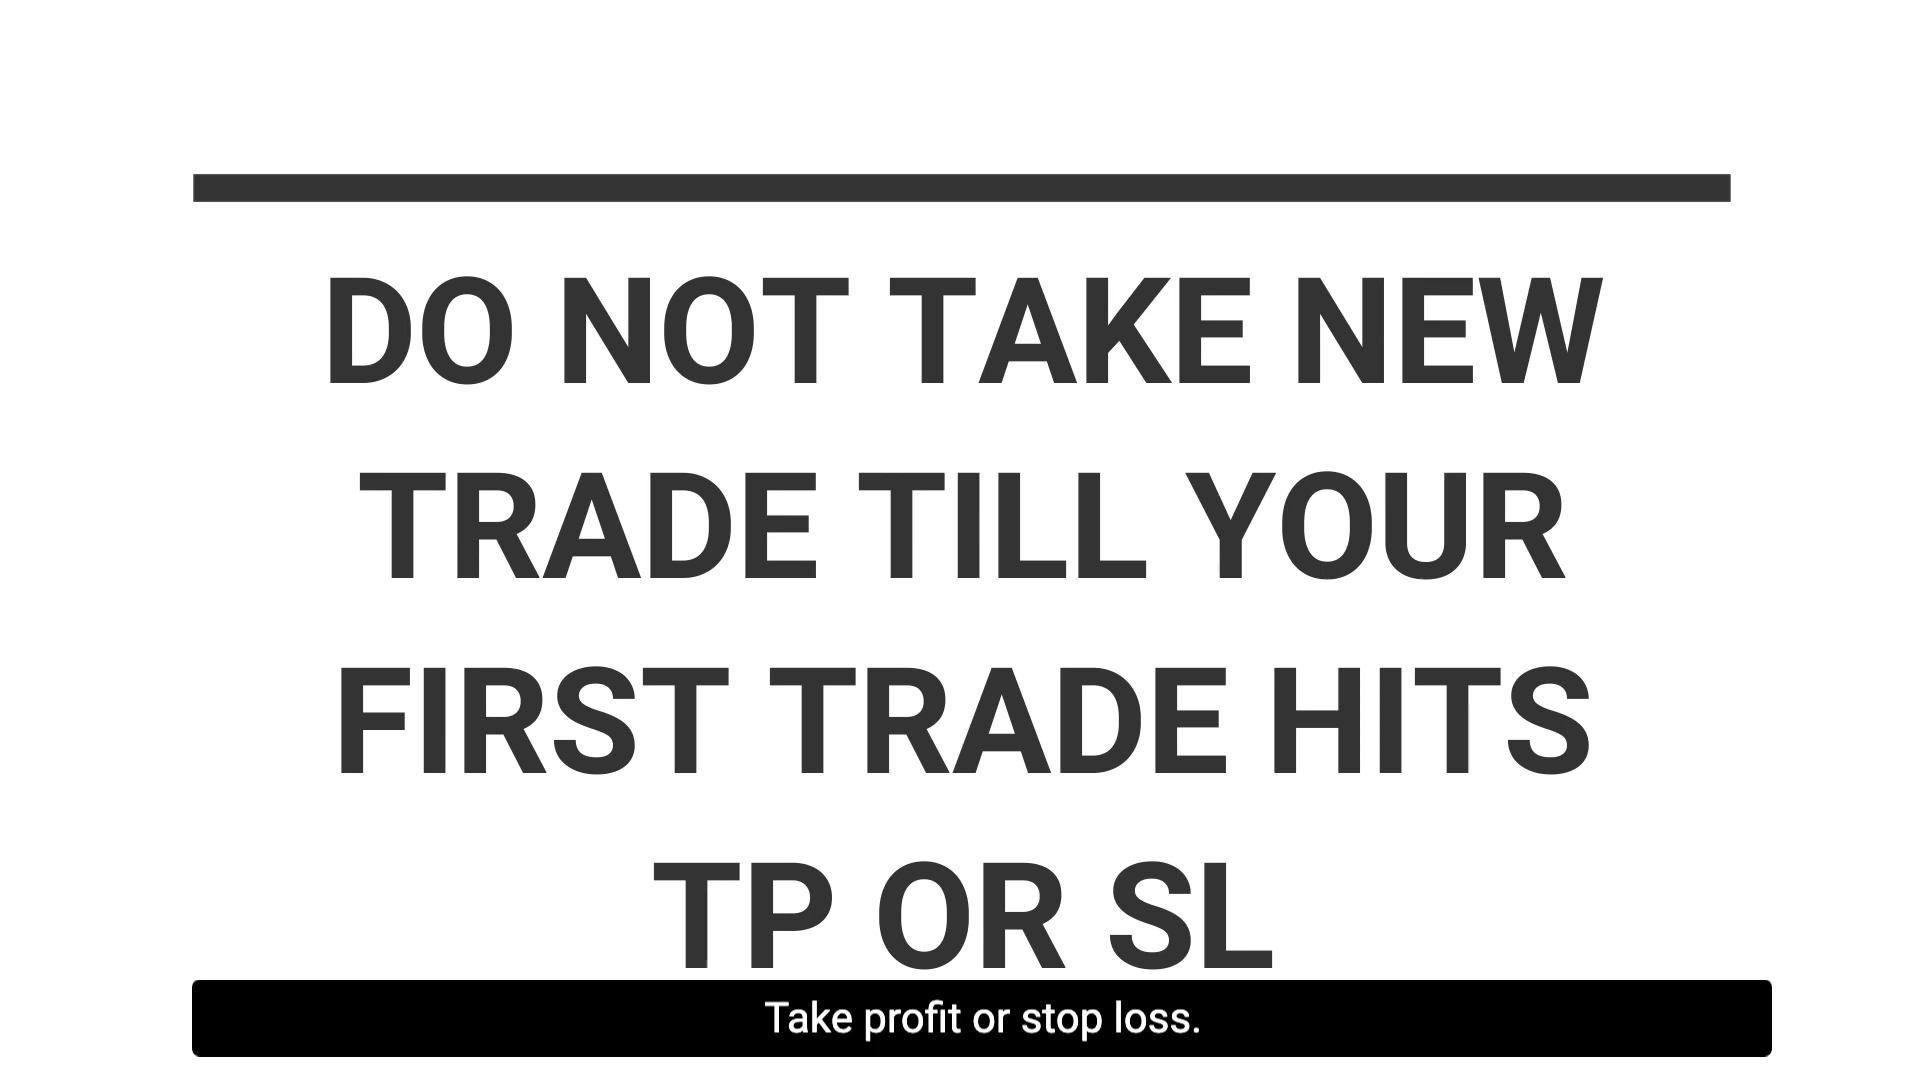 DO NOT TAKE NEW
TRADE TILL YOUR
FIRST TRADE HITS
TP OR SL
Take profit or stop loss.